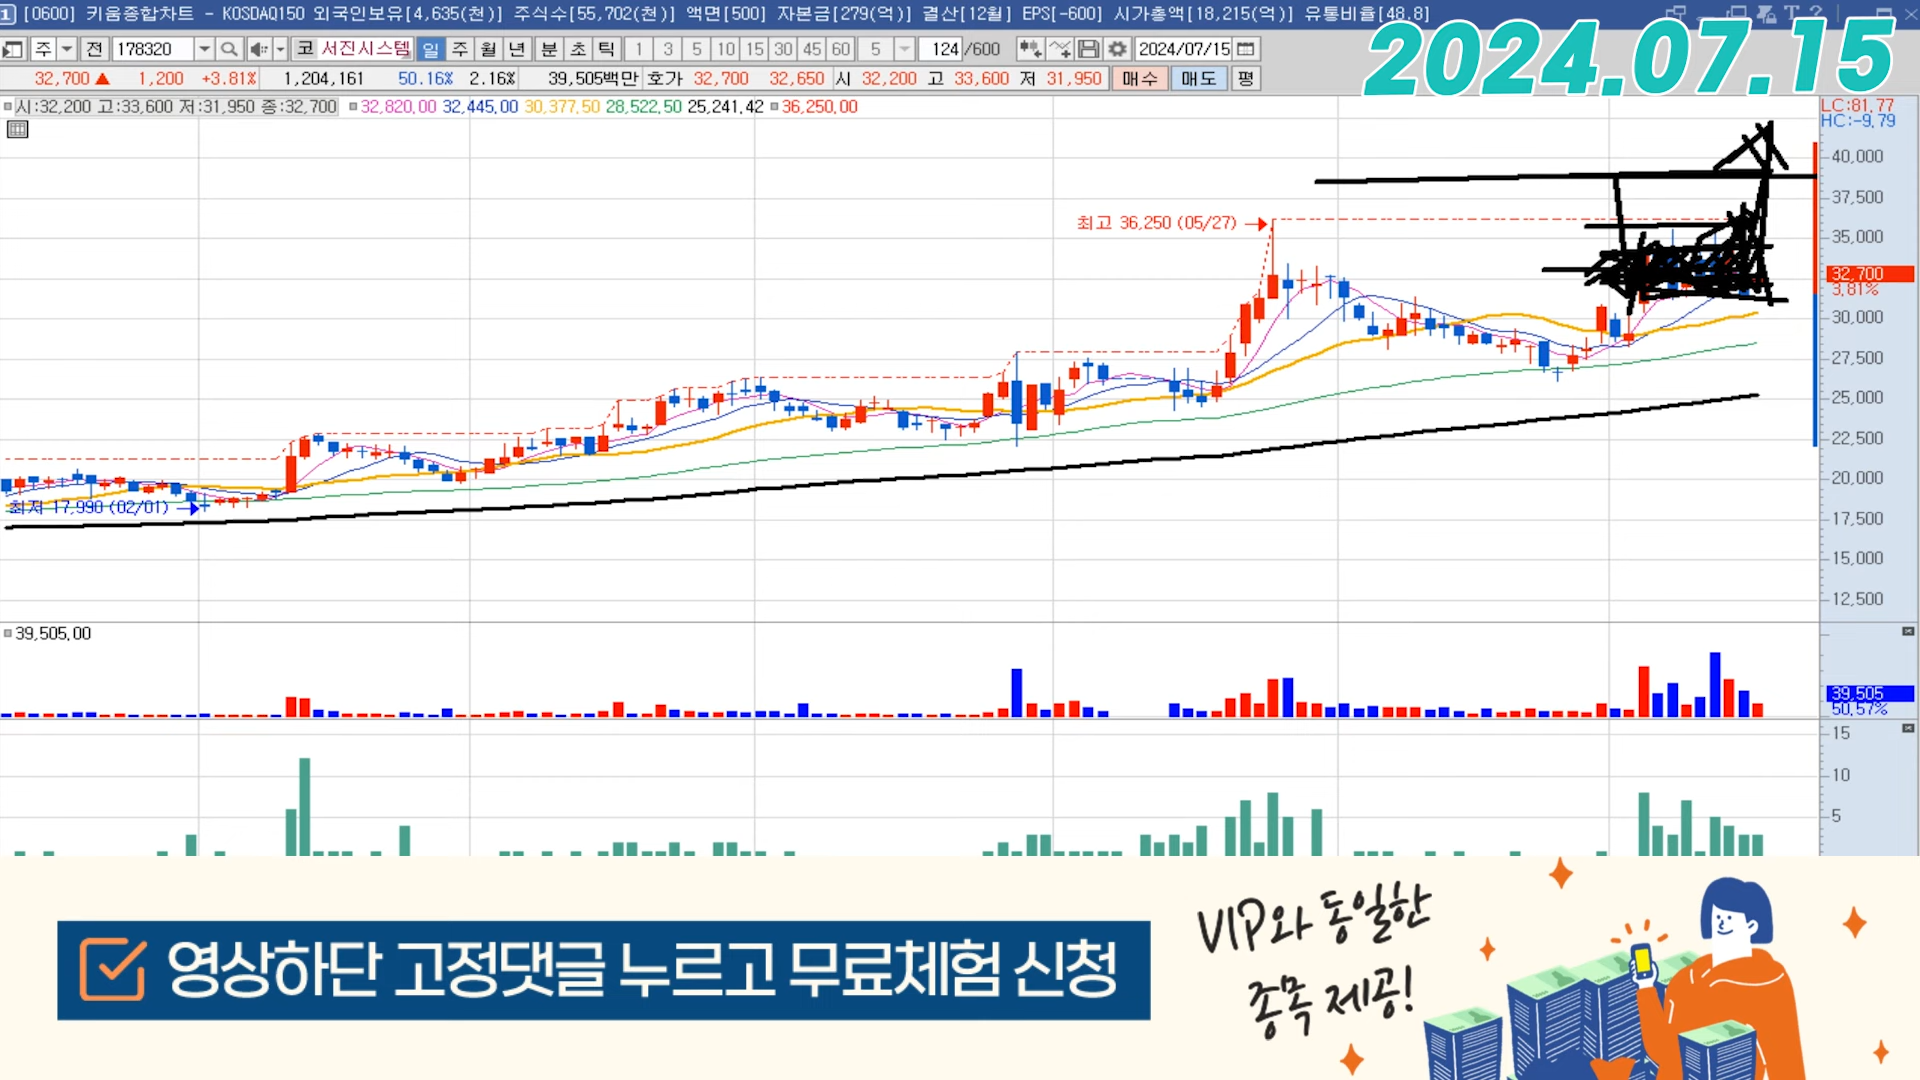 1 [0600] 키움종합차트 - KOSDAQ150 외국인보유[4,635(천)] 주식수[55,702(천)] 액면[500] 자본금[279(억)] 결산[12월] EPS[-600] 시가총액[18,215(억)] 유통비율[48.8]
2024.07.15
주 전 178320 코 서진시스템 일 주 월 년 분 초 틱 1 3 5 10 15 30 45 60 5 124 /600 2024/07/15
32,700 ▲ 1,200 +3.81% 1,204,161 50.16% 2.16% 39,505백만 호가 32,700 32,650 시 32,200 고 33,600 저 31,950 매수 매도 평
시:32,200 고:33,600 저:31,950 종:32,700 32,820.00 32,445.00 30,377.50 28,522.50 25,241.42 36,250.00
LC:81.77
HC:-9.79
40,000
37,500
최고 36,250 (05/27)
35,000
32,700
3.81%
30,000
27,500
25,000
22,500
20,000
최저 17,990 (02/01)
17,500
15,000
12,500
39,505.00
39,505
50.57%
15
10
5
영상하단 고정댓글 누르고 무료체험 신청
VIP와 동일한
종목 제공!